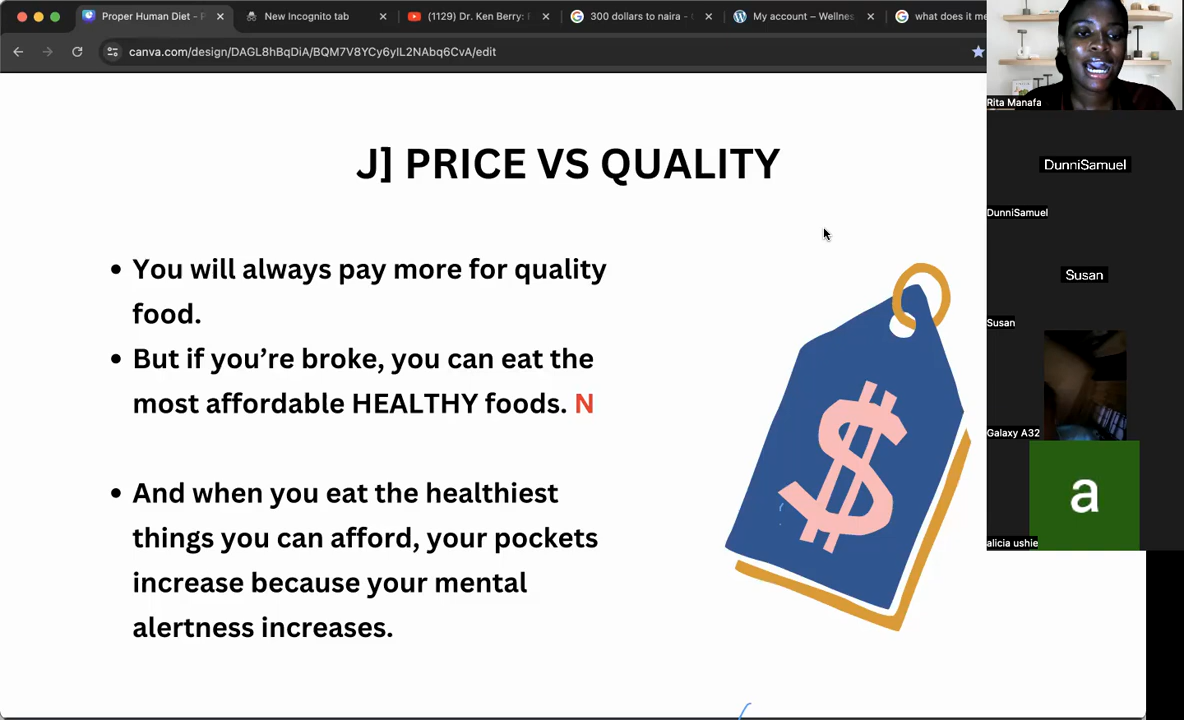 Proper Human Diet - P
New Incognito tab
(1129) Dr. Ken Berry:
300 dollars to naira -
My account – Wellnes
what does it me
canva.com/design/DAGL8hBqDiA/BQM7V8YCy6yIL2NAbq6CvA/edit
Rita Manafa
J] PRICE VS QUALITY
DunniSamuel
DunniSamuel
• You will always pay more for quality
food.
Susan
Susan
• But if you’re broke, you can eat the
most affordable HEALTHY foods. N
Galaxy A32
• And when you eat the healthiest
things you can afford, your pockets
increase because your mental
alertness increases.
$
a
alicia ushie